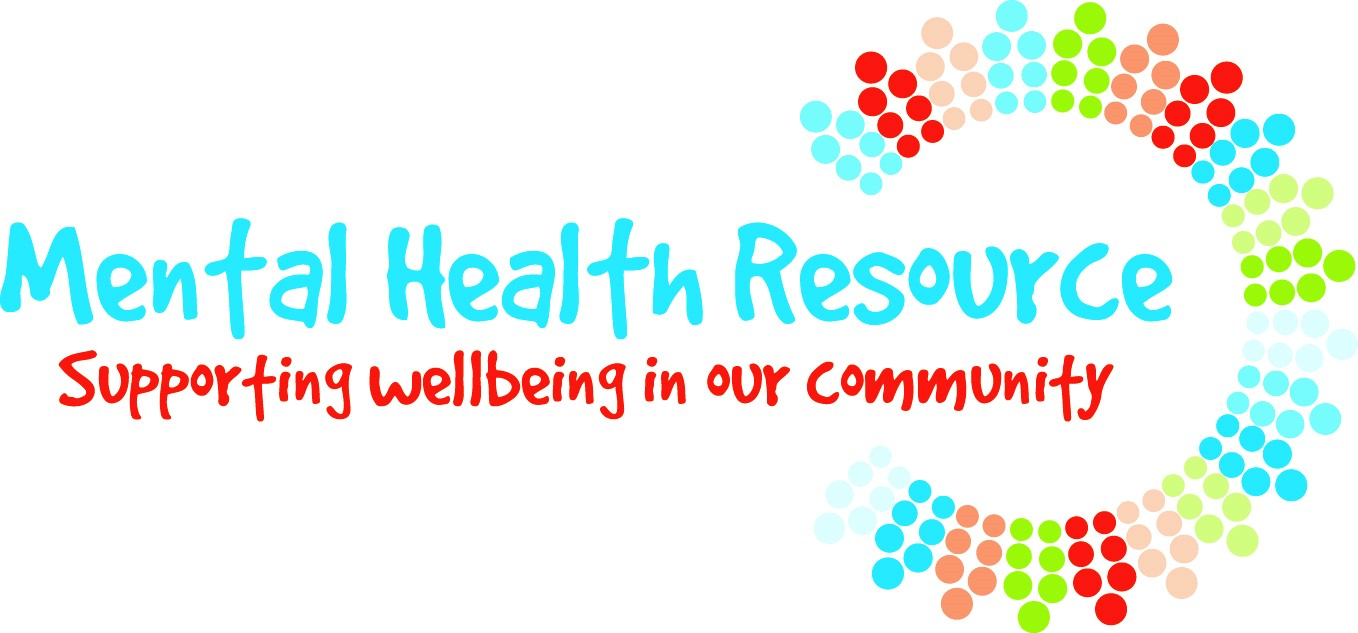 Mental Health Resource
Supporting wellbeing in our community